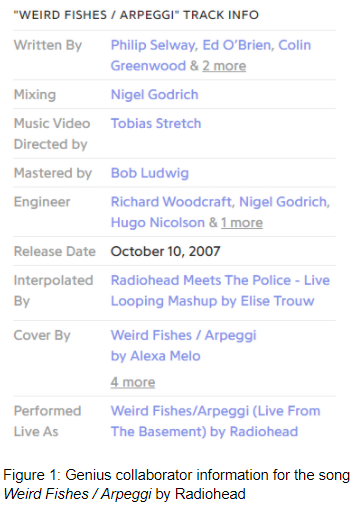 "WEIRD FISHES / ARPEGGI" TRACK INFO
Written By Philip Selway, Ed O'Brien, Colin
Greenwood & 2 more
Mixing Nigel Godrich
Music Video Tobias Stretch
Directed by
Mastered by Bob Ludwig
Engineer Richard Woodcraft, Nigel Godrich,
Hugo Nicolson & 1 more
Release Date October 10, 2007
Interpolated Radiohead Meets The Police - Live
By Looping Mashup by Elise Trouw
Cover By Weird Fishes / Arpeggi
by Alexa Melo
4 more
Performed Weird Fishes/Arpeggi (Live From
Live As The Basement) by Radiohead
Figure 1: Genius collaborator information for the song
Weird Fishes / Arpeggi by Radiohead